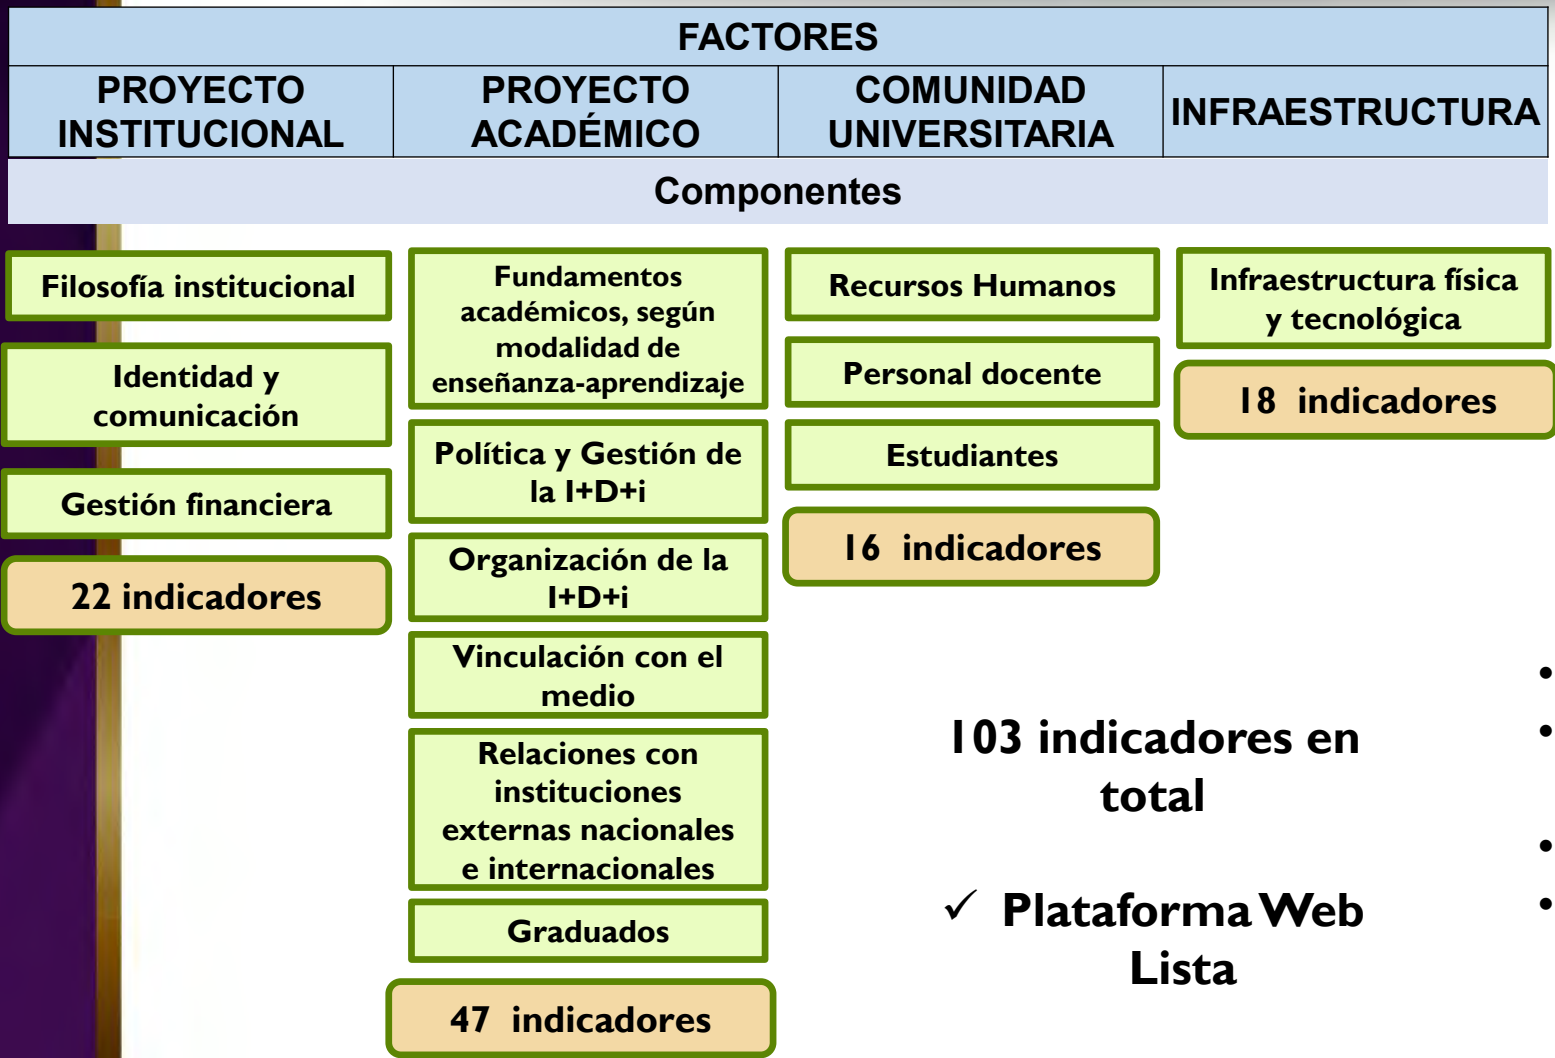 FACTORES
PROYECTO
INSTITUCIONAL
PROYECTO
ACADÉMICO
COMUNIDAD
UNIVERSITARIA
INFRAESTRUCTURA
Componentes
Filosofía institucional
Identidad y
comunicación
Gestión financiera
22 indicadores
Fundamentos
académicos, según
modalidad de
enseñanza-aprendizaje
Política y Gestión de
la I+D+i
Organización de la
I+D+i
Vinculación con el
medio
Relaciones con
instituciones
externas nacionales
e internacionales
Graduados
47 indicadores
Recursos Humanos
Personal docente
Estudiantes
16 indicadores
Infraestructura física
y tecnológica
18 indicadores
103 indicadores en
total
✓ Plataforma Web
Lista